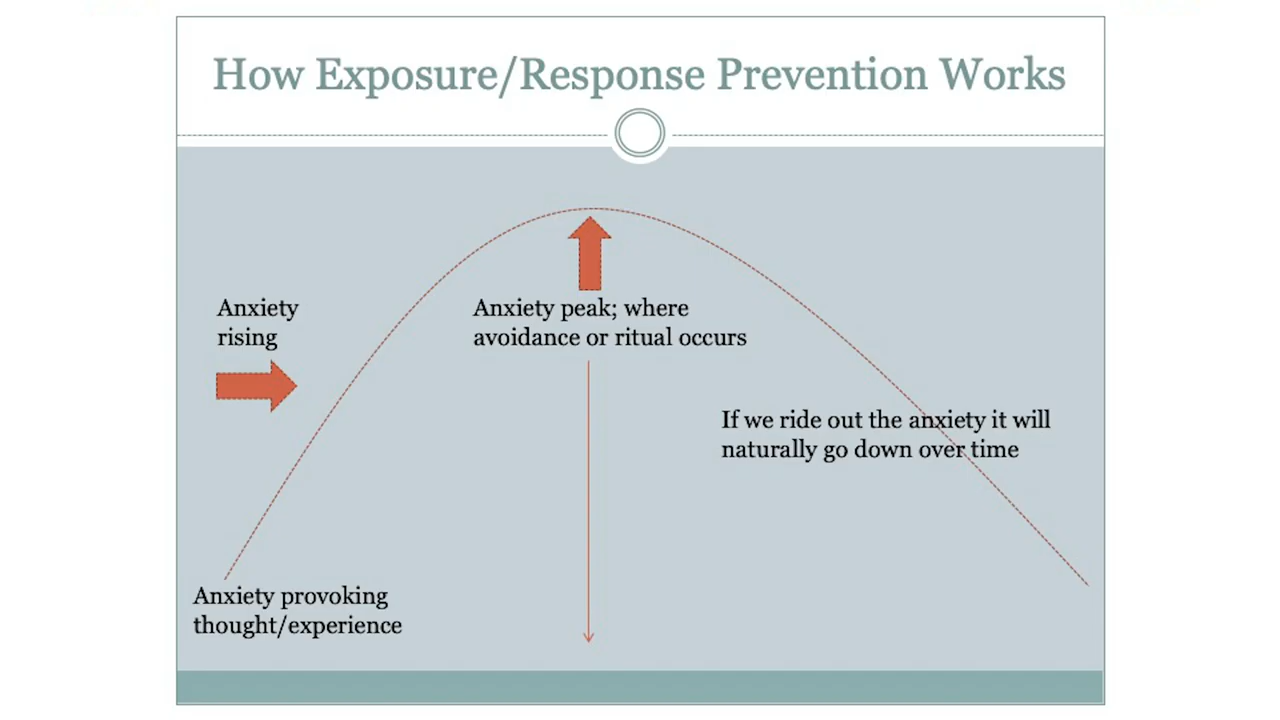 How Exposure/Response Prevention Works
Anxiety
rising
Anxiety peak; where
avoidance or ritual occurs
If we ride out the anxiety it will
naturally go down over time
Anxiety provoking
thought/experience